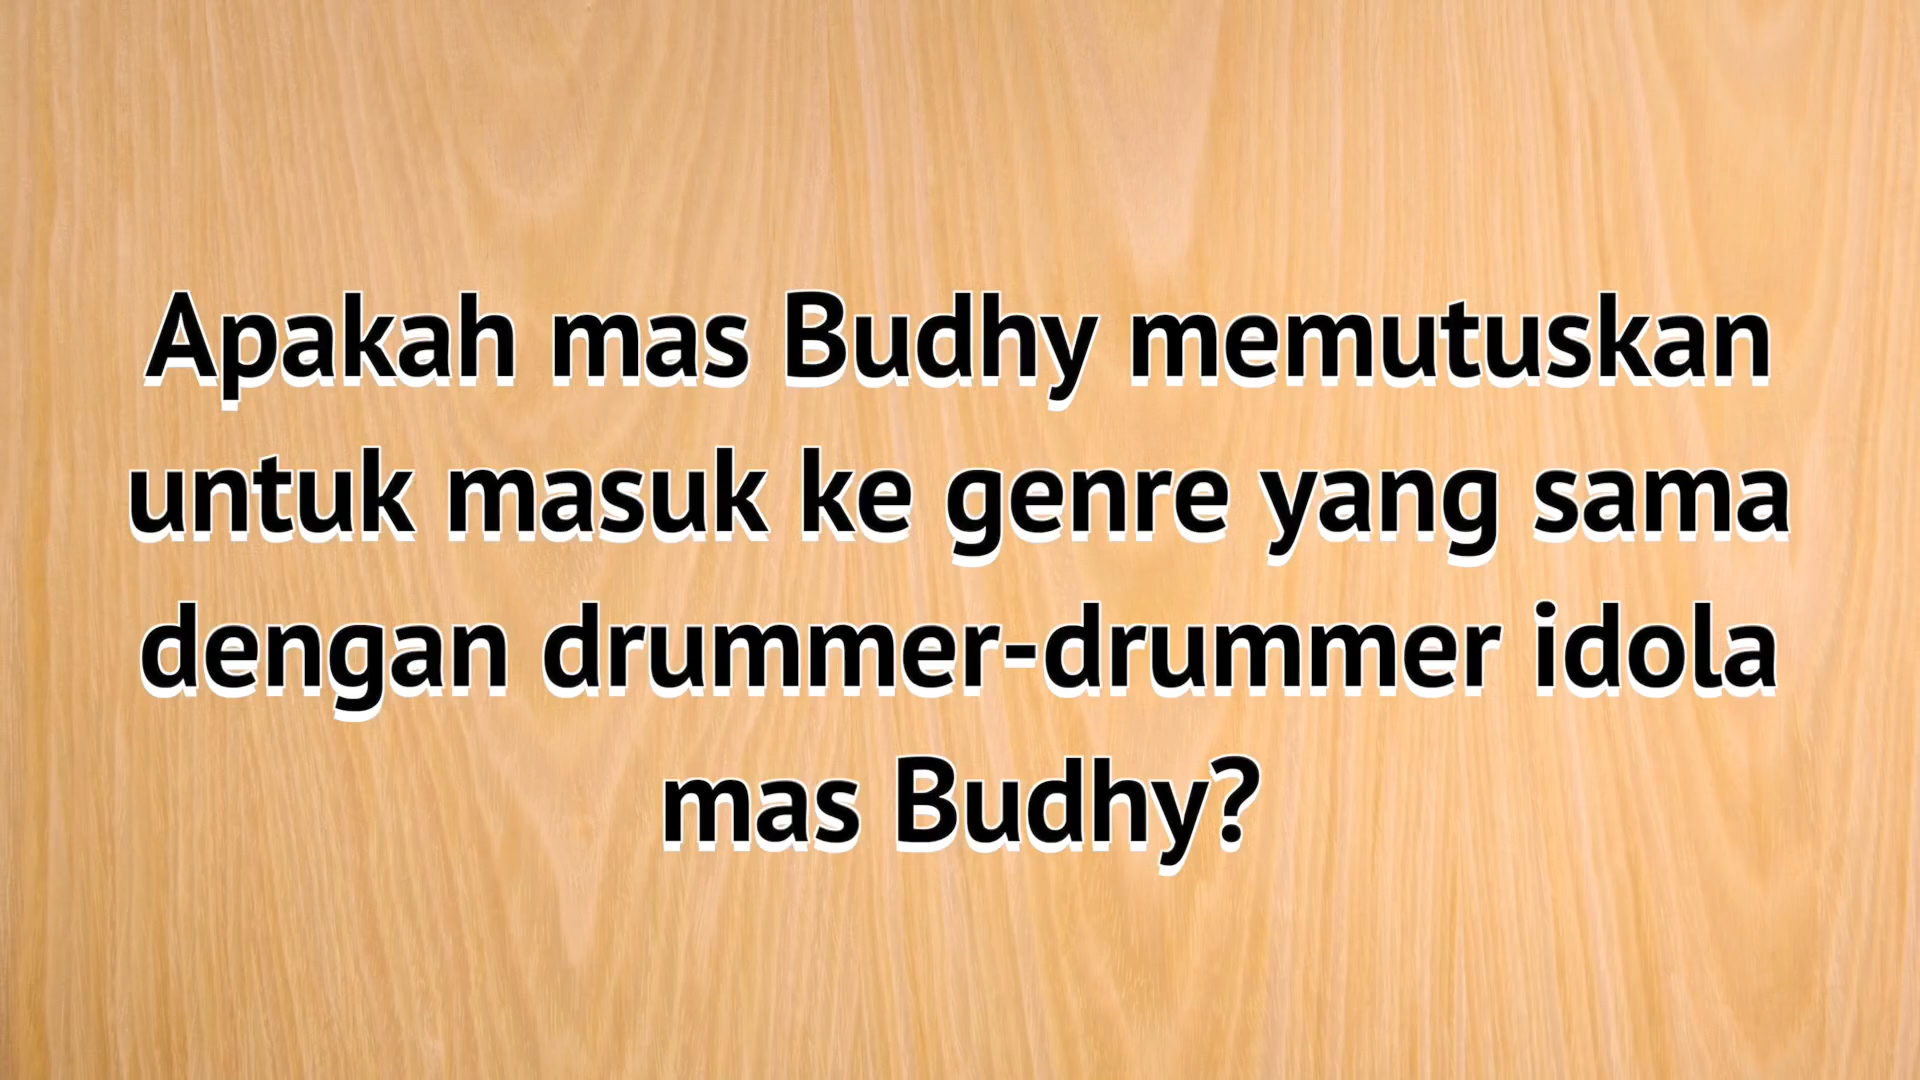 Apakah mas Budhy memutuskan
untuk masuk ke genre yang sama
dengan drummer-drummer idola
mas Budhy?